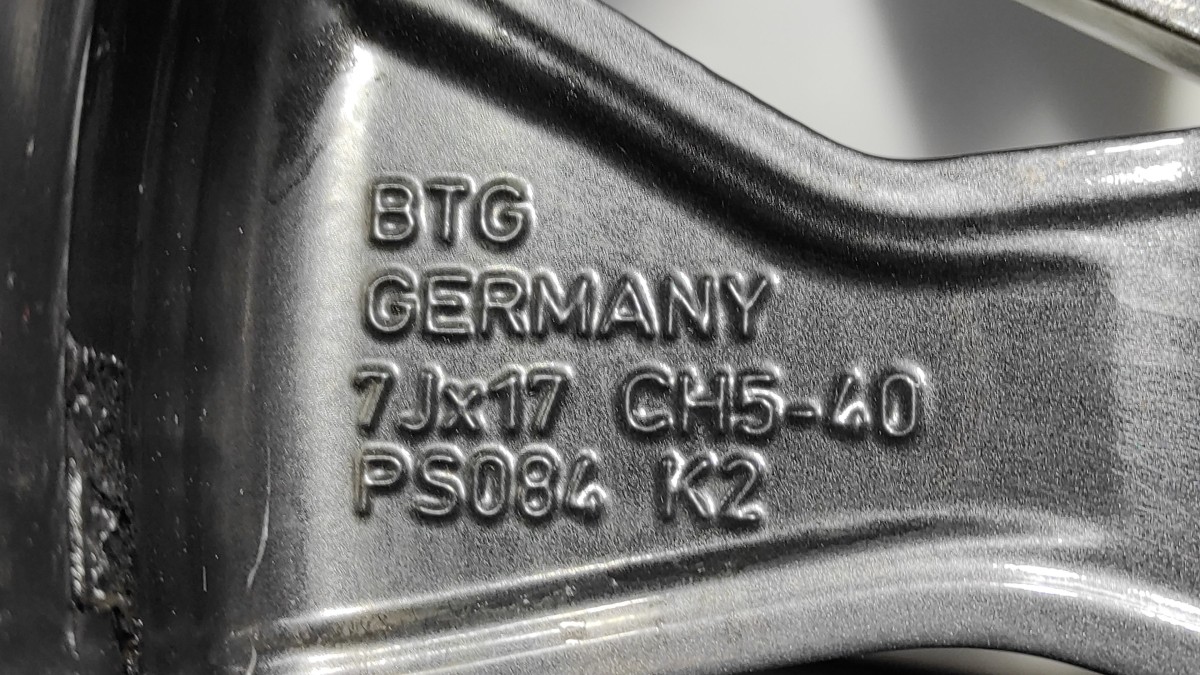 BTG
GERMANY
7Jx17 CH5-40
PS084 K2